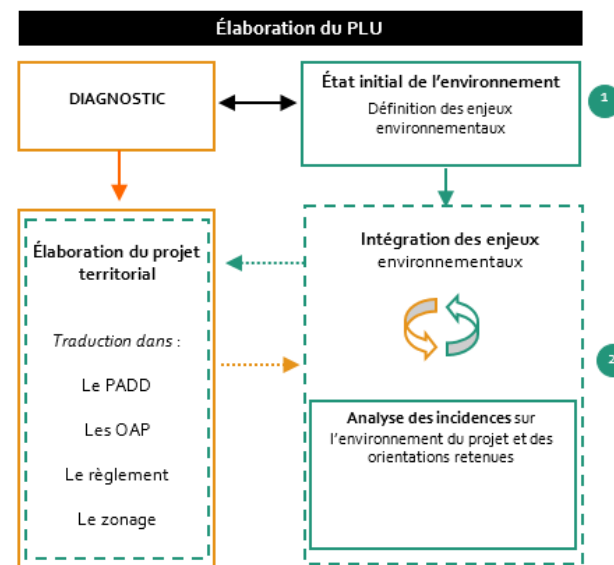 Élaboration du PLU
DIAGNOSTIC
État initial de l'environnement
Définition des enjeux
environnementaux
1
Élaboration du projet
territorial
Traduction dans :
Le PADD
Les OAP
Le règlement
Le zonage
Intégration des enjeux
environnementaux
2
Analyse des incidences sur
l'environnement du projet et des
orientations retenues